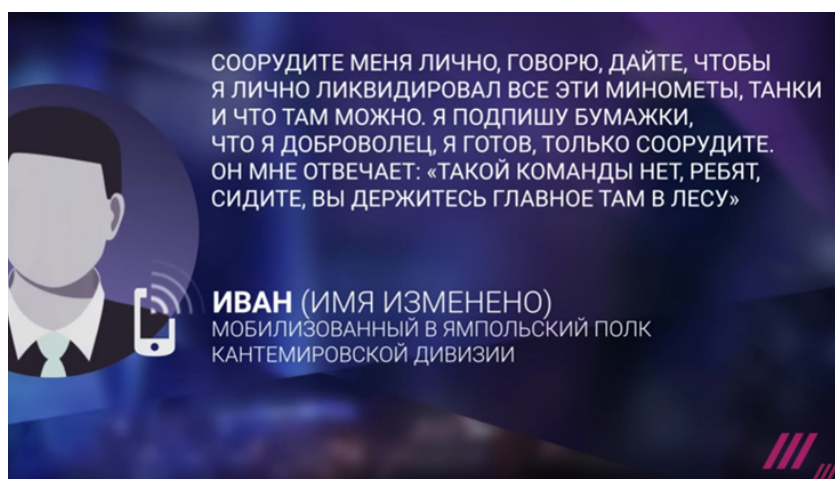 СООРУДИТЕ МЕНЯ ЛИЧНО, ГОВОРЮ, ДАЙТЕ, ЧТОБЫ
Я ЛИЧНО ЛИКВИДИРОВАЛ ВСЕ ЭТИ МИНОМЕТЫ, ТАНКИ
И ЧТО ТАМ МОЖНО. Я ПОДПИШУ БУМАЖКИ,
ЧТО Я ДОБРОВОЛЕЦ, Я ГОТОВ, ТОЛЬКО СООРУДИТЕ.
ОН МНЕ ОТВЕЧАЕТ: «ТАКОЙ КОМАНДЫ НЕТ, РЕБЯТ,
СИДИТЕ, ВЫ ДЕРЖИТЕСЬ ГЛАВНОЕ ТАМ В ЛЕСУ»
ИВАН (ИМЯ ИЗМЕНЕНО)
МОБИЛИЗОВАННЫЙ В ЯМПОЛЬСКИЙ ПОЛК
КАНТЕМИРОВСКОЙ ДИВИЗИИ